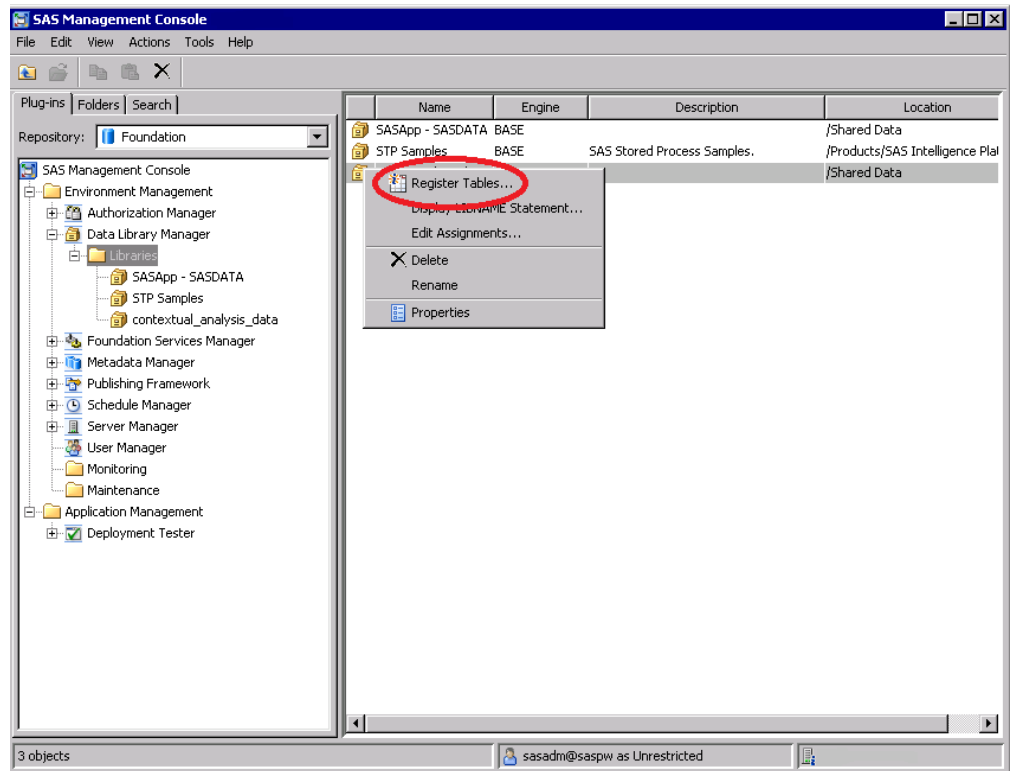 SAS Management Console
File Edit View Actions Tools Help
Plug-ins Folders Search
Repository: Foundation
SAS Management Console
Environment Management
Authorization Manager
Data Library Manager
Libraries
SASApp - SASDATA
STP Samples
contextual_analysis_data
Foundation Services Manager
Metadata Manager
Publishing Framework
Schedule Manager
Server Manager
User Manager
Monitoring
Maintenance
Application Management
Deployment Tester
Name Engine Description Location
SASApp - SASDATA BASE /Shared Data
STP Samples BASE SAS Stored Process Samples. /Products/SAS Intelligence Plat
/Shared Data
Register Tables...
Display LIBNAME Statement...
Edit Assignments...
Delete
Rename
Properties
3 objects
sasadm@saspw as Unrestricted